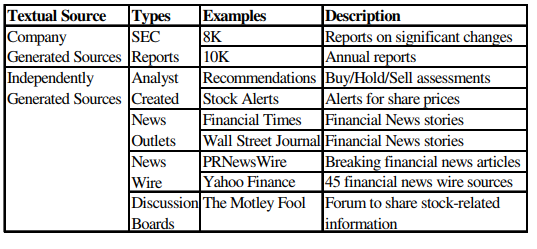 Textual Source Types Examples Description
Company SEC 8K Reports on significant changes
Generated Sources Reports 10K Annual reports
Independently Analyst Recommendations Buy/Hold/Sell assessments
Generated Sources Created Stock Alerts Alerts for share prices
News Financial Times Financial News stories
Outlets Wall Street Journal Financial News stories
News PRNewsWire Breaking financial news articles
Wire Yahoo Finance 45 financial news wire sources
Discussion The Motley Fool Forum to share stock-related
Boards information